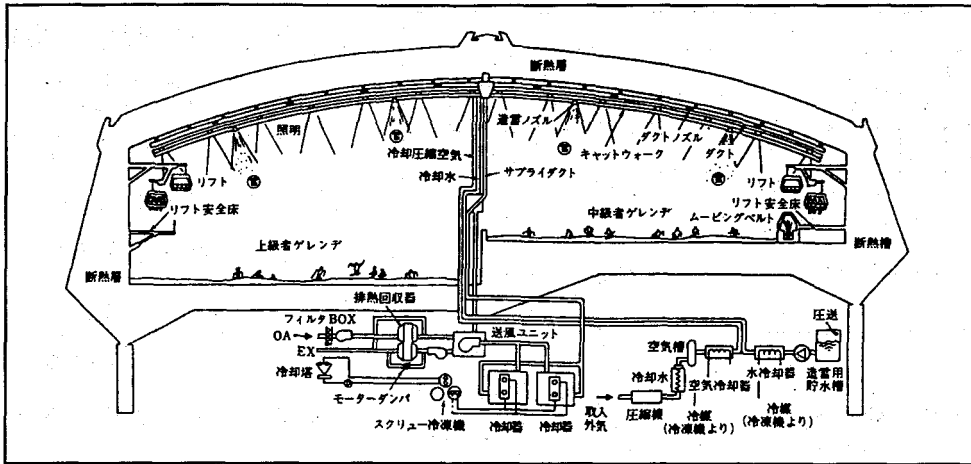 断熱層
照明
雪
造雪ノズル
ダクトノズル
雪
冷却圧縮空気
雪
キャットウォーク
ダクト
雪
冷却水
サプライダクト
雪
リフト
リフト
リフト安全床
リフト安全床
中級者ゲレンデ
ムービングベルト
上級者ゲレンデ
断熱層
断熱槽
排熱回収器
フィルタBOX
送風ユニット
圧送
OA
EX
空気槽
冷却塔
冷却水
空気冷却器
水冷却器
造雪用
貯水槽
モーターダンパ
取入
外気
圧縮機
冷媒
(冷凍機より)
冷媒
(冷凍機より)
スクリュー冷凍機
冷却器
冷却器